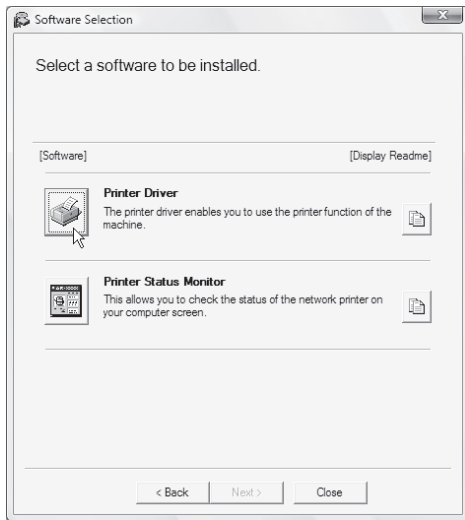 Software Selection
X
Select a software to be installed.
[Software] [Display Readme]
Printer Driver
The printer driver enables you to use the printer function of the
machine.
Printer Status Monitor
This allows you to check the status of the network printer on
your computer screen.
< Back Next > Close